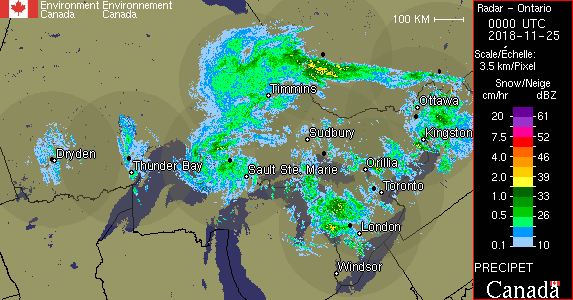 Environment Environnement
Canada Canada
100 KM
Timmins
Ottawa
Kingston
Sudbury
Dryden
Thunder Bay
Sault Ste. Marie
Orillia
Toronto
London
Windsor
Radar - Ontario
0000 UTC
2018-11-25
Scale/Échelle:
3.5 km/Pixel
Snow/Neige
cm/hr dBZ
20 61
7.5 52
4.0 46
2.0 39
1.0 33
0.5 26
0.1 10
PRECIPET
Canada